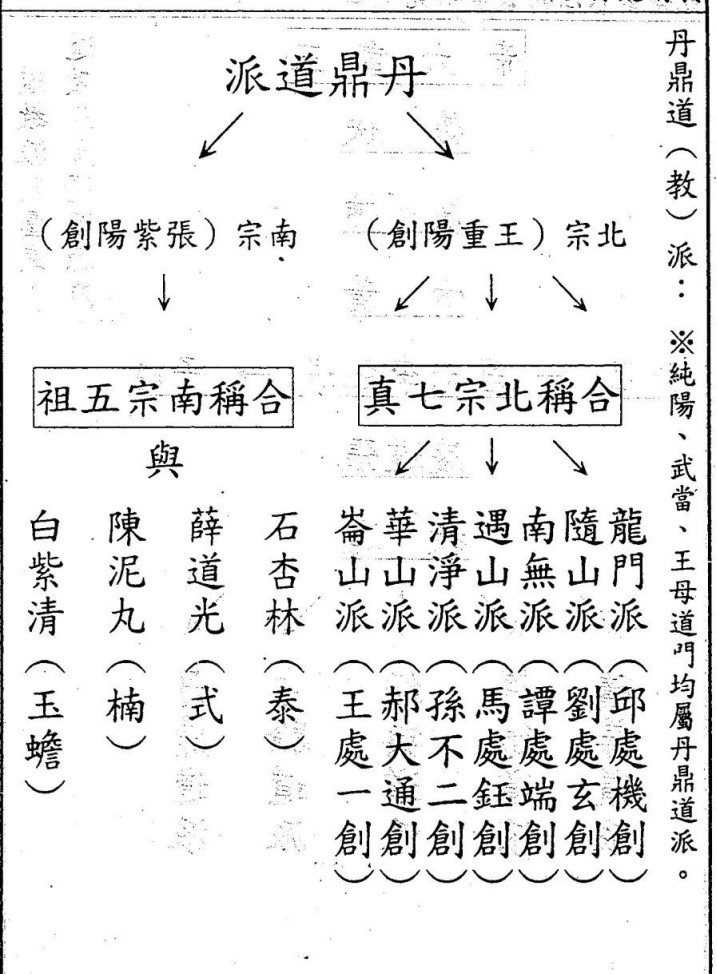 丹鼎道（教）派：※純陽、武當、王母道門均屬丹鼎道派。
丹鼎道派
北宗（王重陽創）
南宗（張紫陽創）
合稱北宗七真
合稱南宗五祖
與
龍門派（邱處機創）
隨山派（劉處玄創）
南無派（譚處端創）
遇山派（馬處鈺創）
清淨派（孫不二創）
華山派（郝大通創）
崙山派（王處一創）
石杏林（泰）
薛道光（式）
陳泥丸（楠）
白紫清（玉蟾）